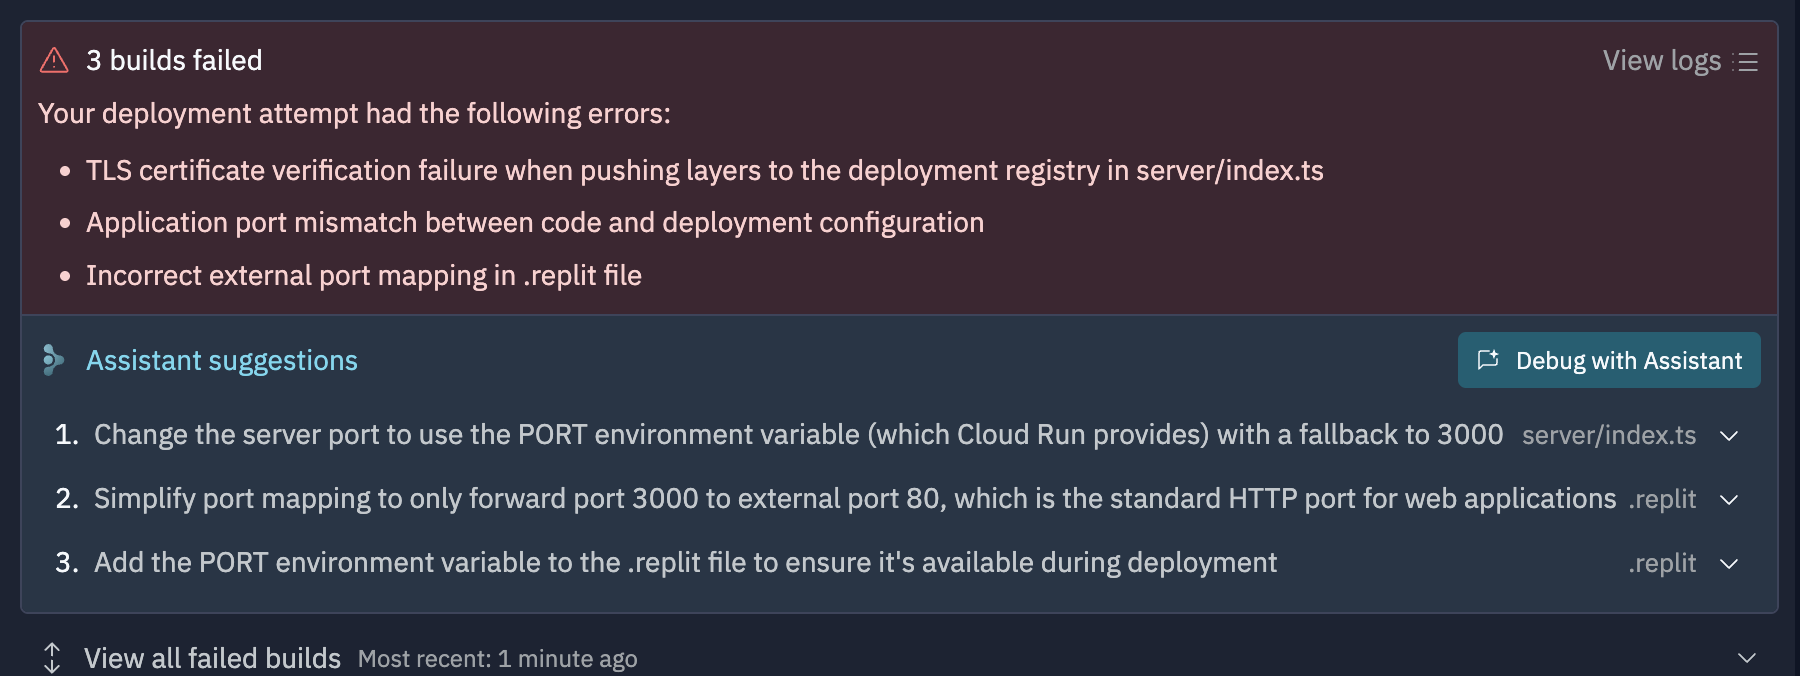 3 builds failed
View logs
Your deployment attempt had the following errors:
• TLS certificate verification failure when pushing layers to the deployment registry in server/index.ts
• Application port mismatch between code and deployment configuration
• Incorrect external port mapping in .replit file
Assistant suggestions
Debug with Assistant
1. Change the server port to use the PORT environment variable (which Cloud Run provides) with a fallback to 3000 server/index.ts
2. Simplify port mapping to only forward port 3000 to external port 80, which is the standard HTTP port for web applications .replit
3. Add the PORT environment variable to the .replit file to ensure it's available during deployment .replit
View all failed builds Most recent: 1 minute ago